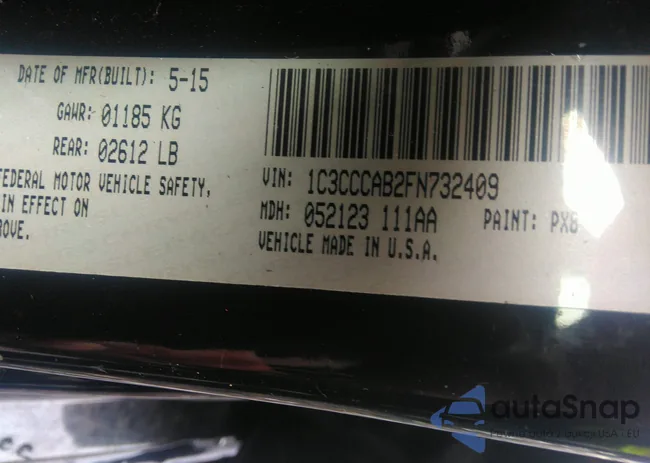 DATE OF MFR(BUILT): 5-15
GAWR: 01185 KG
REAR: 02612 LB
FEDERAL MOTOR VEHICLE SAFETY,
IN EFFECT ON
OVE.
VIN: 1C3CCCAB2FN732409
MDH: 052123 111AA PAINT: PX8
VEHICLE MADE IN U.S.A.
autaSnap